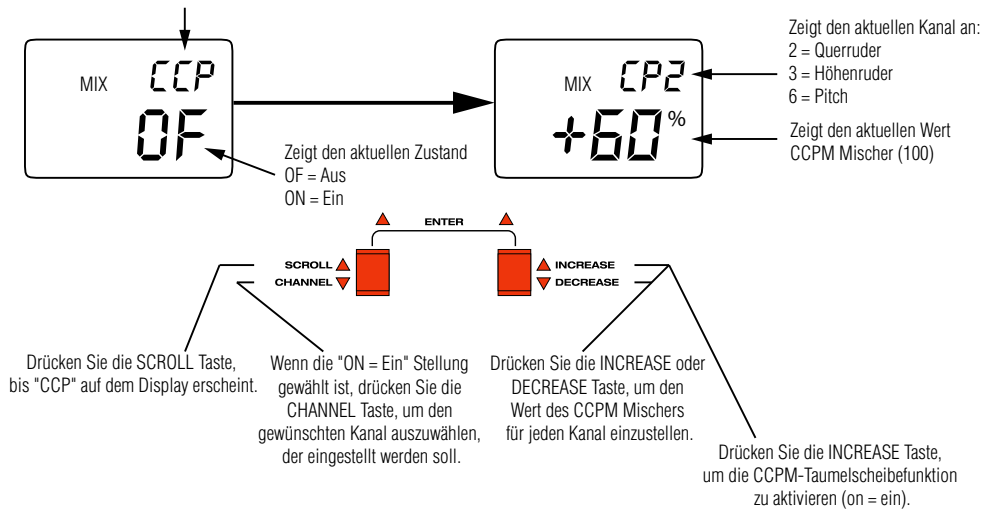 MIX CCP
OF
MIX CP2
+60%
Zeigt den aktuellen Kanal an:
2 = Querruder
3 = Höhenruder
6 = Pitch
Zeigt den aktuellen Wert
CCPM Mischer (100)
Zeigt den aktuellen Zustand
OF = Aus
ON = Ein
ENTER
SCROLL
CHANNEL
INCREASE
DECREASE
Drücken Sie die SCROLL Taste,
bis "CCP" auf dem Display erscheint.
Wenn die "ON = Ein" Stellung
gewählt ist, drücken Sie die
CHANNEL Taste, um den
gewünschten Kanal auszuwählen,
der eingestellt werden soll.
Drücken Sie die INCREASE oder
DECREASE Taste, um den
Wert des CCPM Mischers
für jeden Kanal einzustellen.
Drücken Sie die INCREASE Taste,
um die CCPM-Taumelscheibefunktion
zu aktivieren (on = ein).